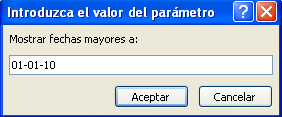 Introduzca el valor del parámetro
Mostrar fechas mayores a:
01-01-10
Aceptar
Cancelar